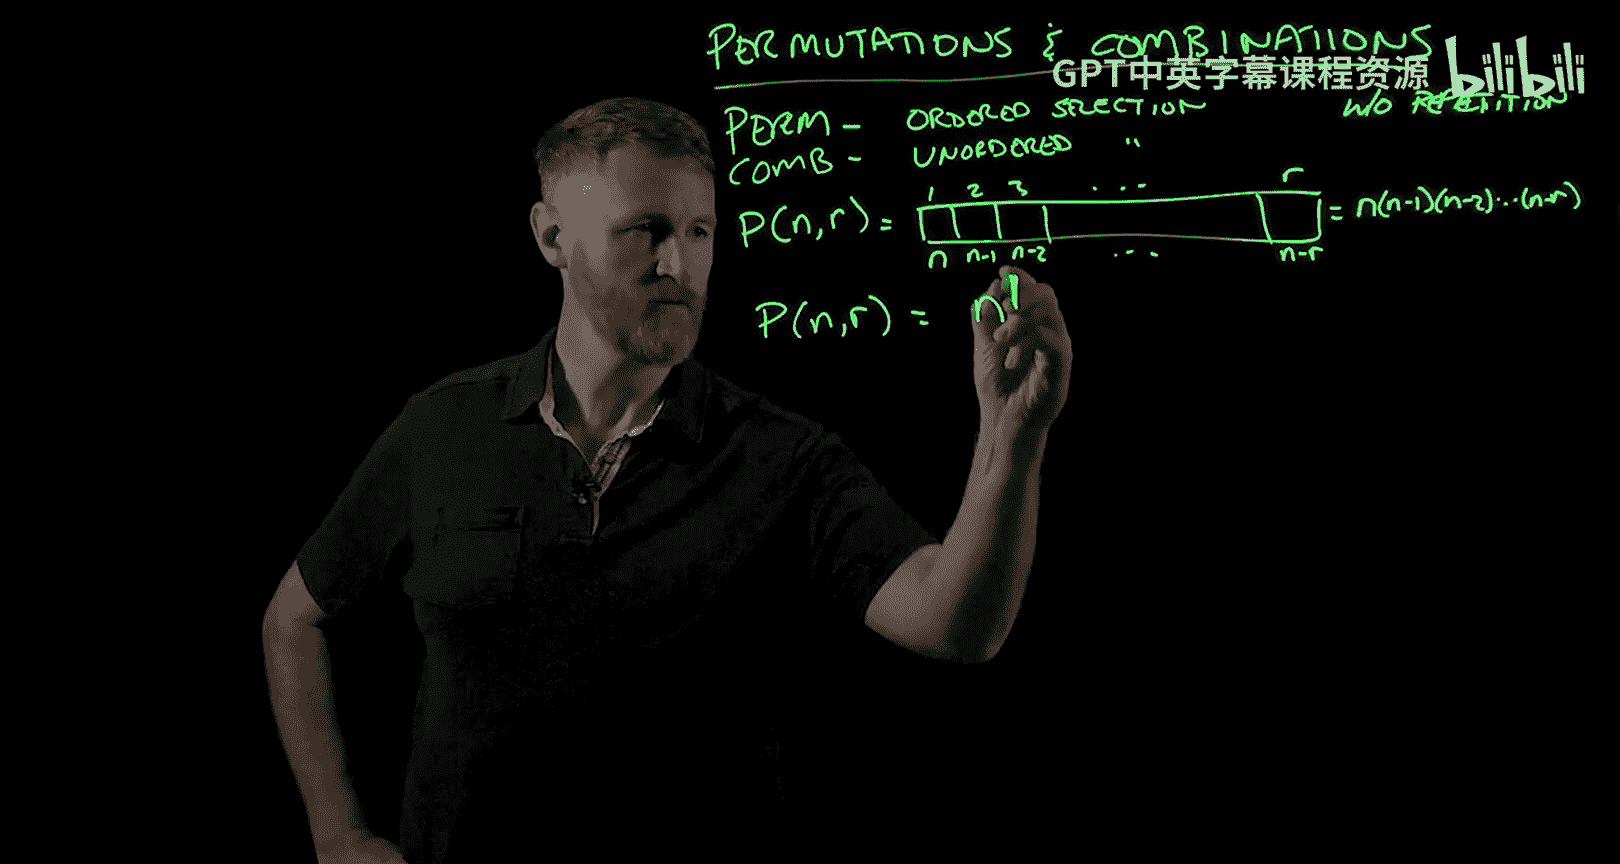 PERMUTATIONS & COMBINATIONS
GPT中英字幕课程资源 bilibili
PERM - ORDERED SELECTION W/O REPETITION
COMB - UNORDERED "
1 2 3 ... r
P(n,r) = = n(n-1)(n-2)...(n-r)
n n-1 n-2 ... n-r
P(n,r) = n!